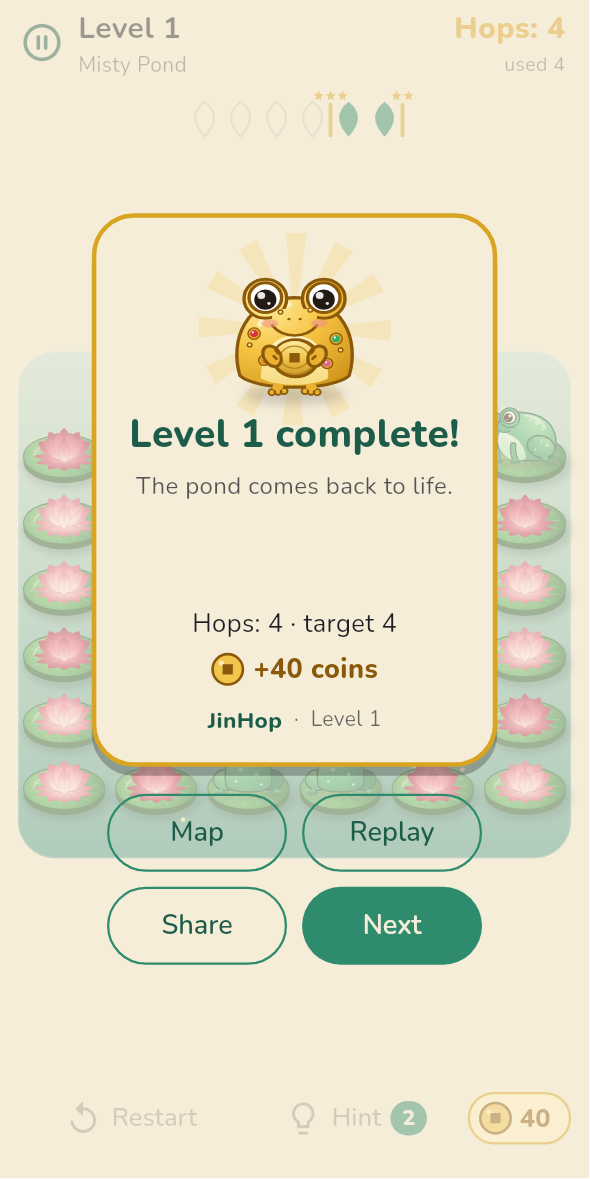 Level 1
Misty Pond
Hops: 4
used 4
Level 1 complete!
The pond comes back to life.
Hops: 4 · target 4
+40 coins
JinHop · Level 1
Map
Replay
Share
Next
Restart
Hint 2
40